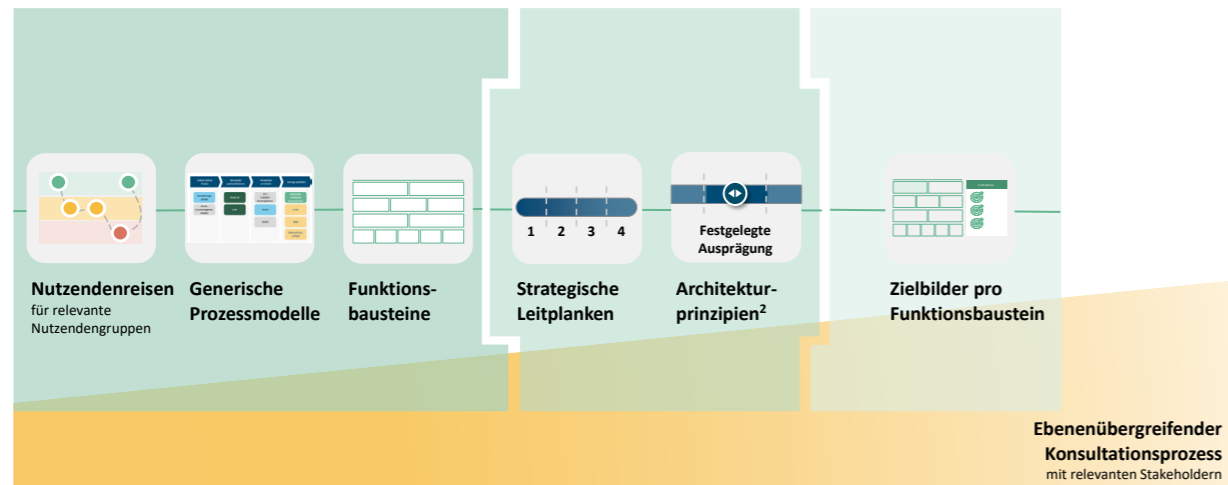 1 2 3 4
Festgelegte
Ausprägung
Nutzendenreisen
für relevante
Nutzendengruppen
Generische
Prozessmodelle
Funktions-
bausteine
Strategische
Leitplanken
Architektur-
prinzipien²
Zielbilder pro
Funktionsbaustein
Ebenenübergreifender
Konsultationsprozess
mit relevanten Stakeholdern